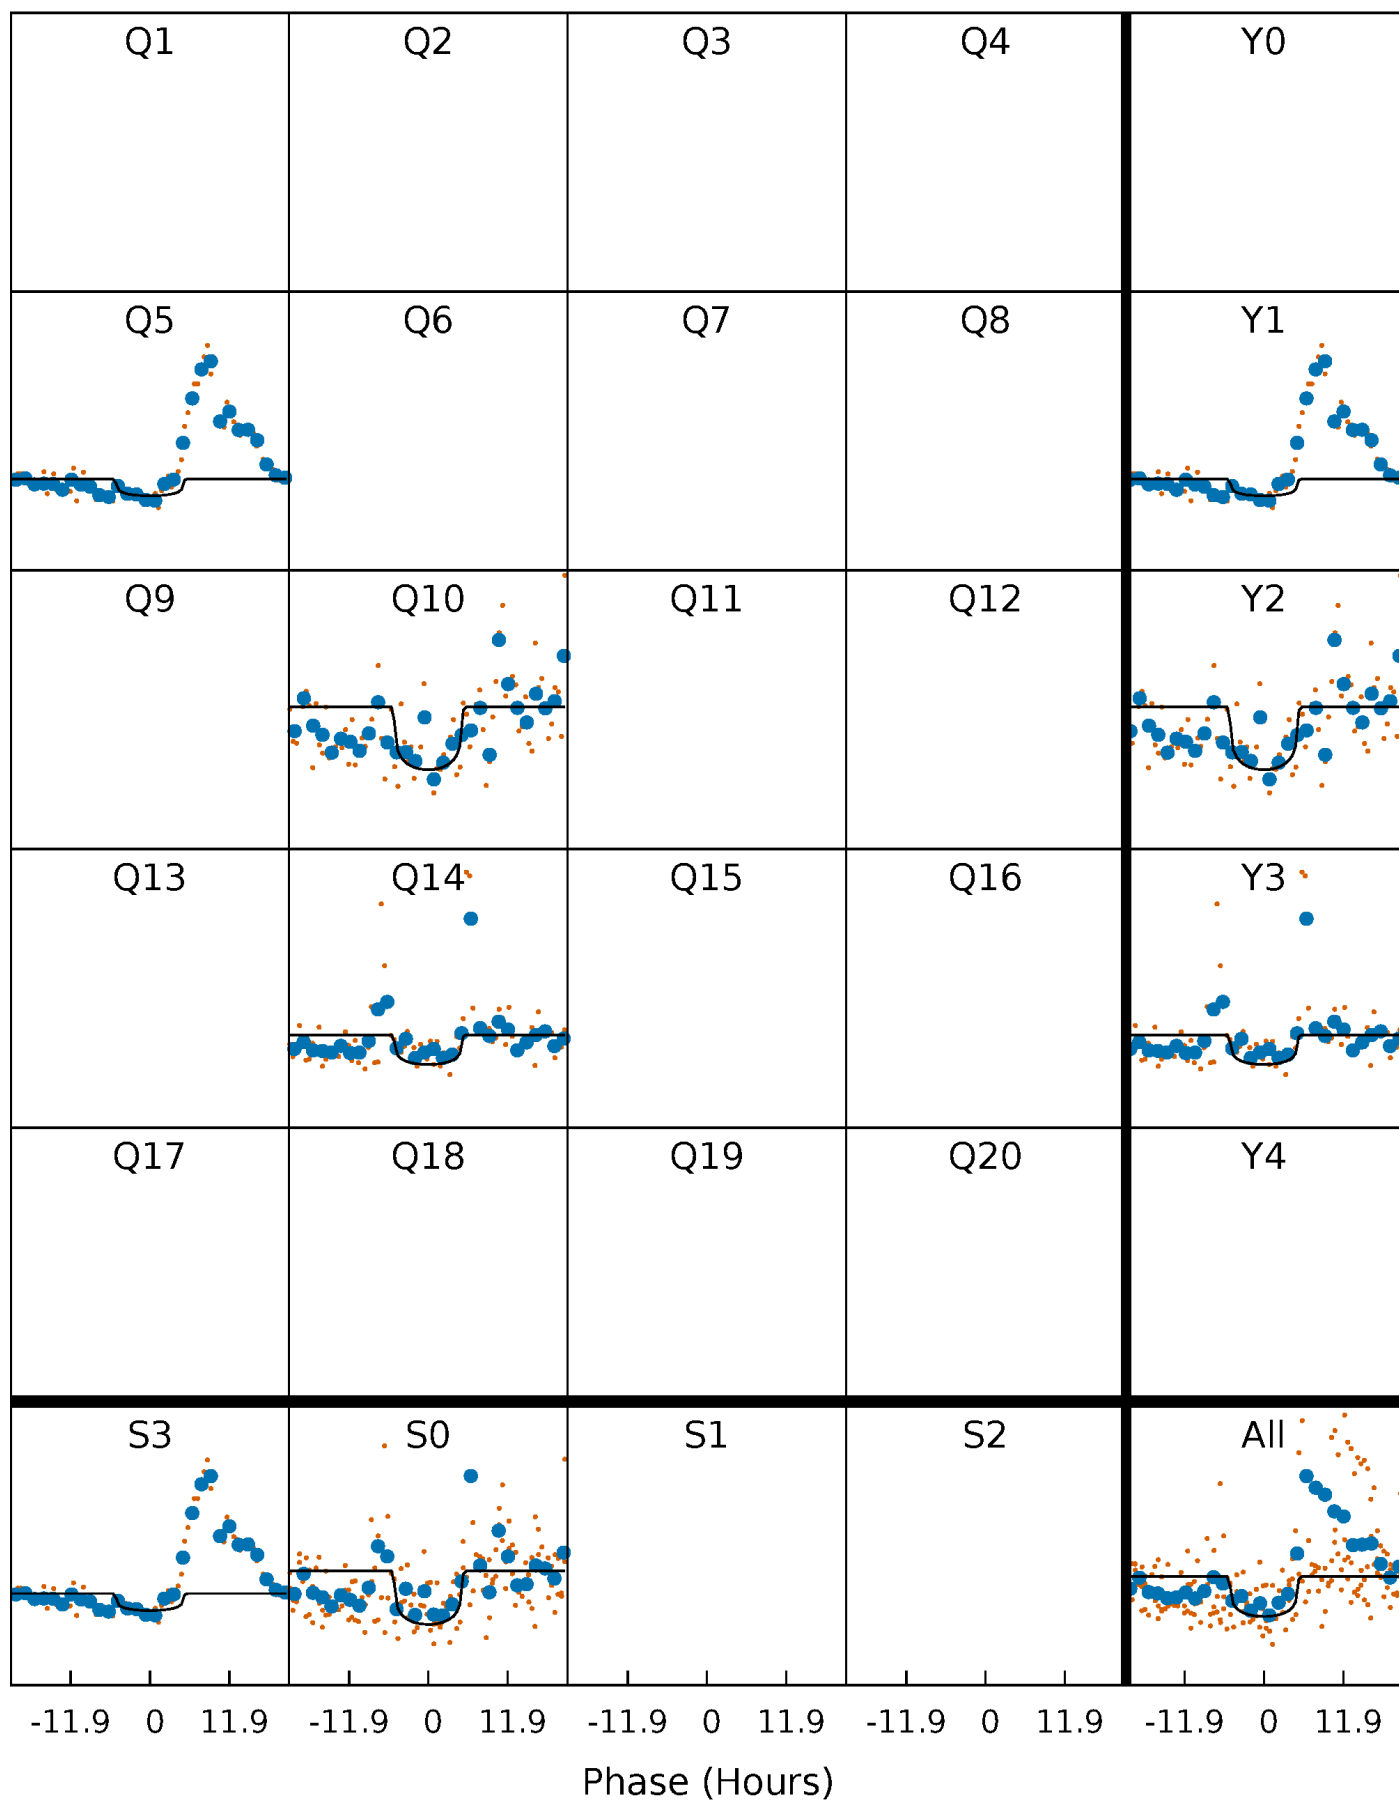 Q1 Q2 Q3 Q4 Y0
Q5 Q6 Q7 Q8 Y1
Q9 Q10 Q11 Q12 Y2
Q13 Q14 Q15 Q16 Y3
Q17 Q18 Q19 Q20 Y4
S3 S0 S1 S2 All
-11.9 0 11.9 -11.9 0 11.9 -11.9 0 11.9 -11.9 0 11.9 -11.9 0 11.9
Phase (Hours)